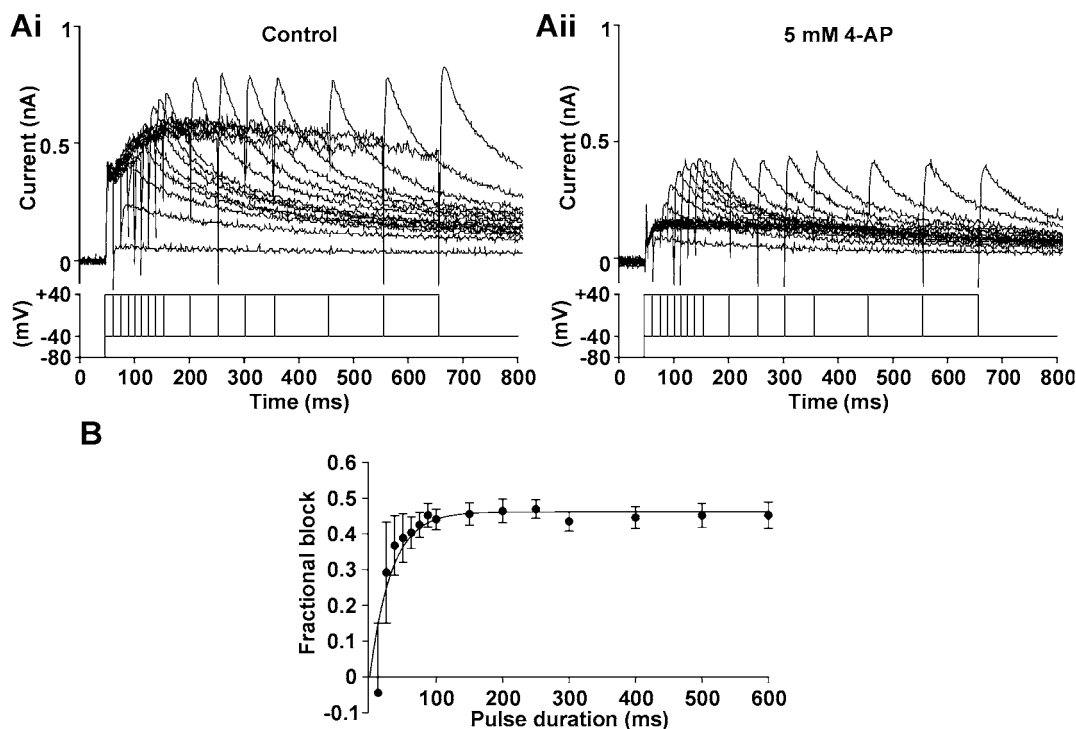 Ai
Control
Current (nA)
1
0.5
0
+40
-40
-80
(mV)
0 100 200 300 400 500 600 700 800
Time (ms)
Aii
5 mM 4-AP
Current (nA)
1
0.5
0
+40
-40
-80
(mV)
0 100 200 300 400 500 600 700 800
Time (ms)
B
Fractional block
0.6
0.5
0.4
0.3
0.2
0.1
0
-0.1
100 200 300 400 500 600
Pulse duration (ms)